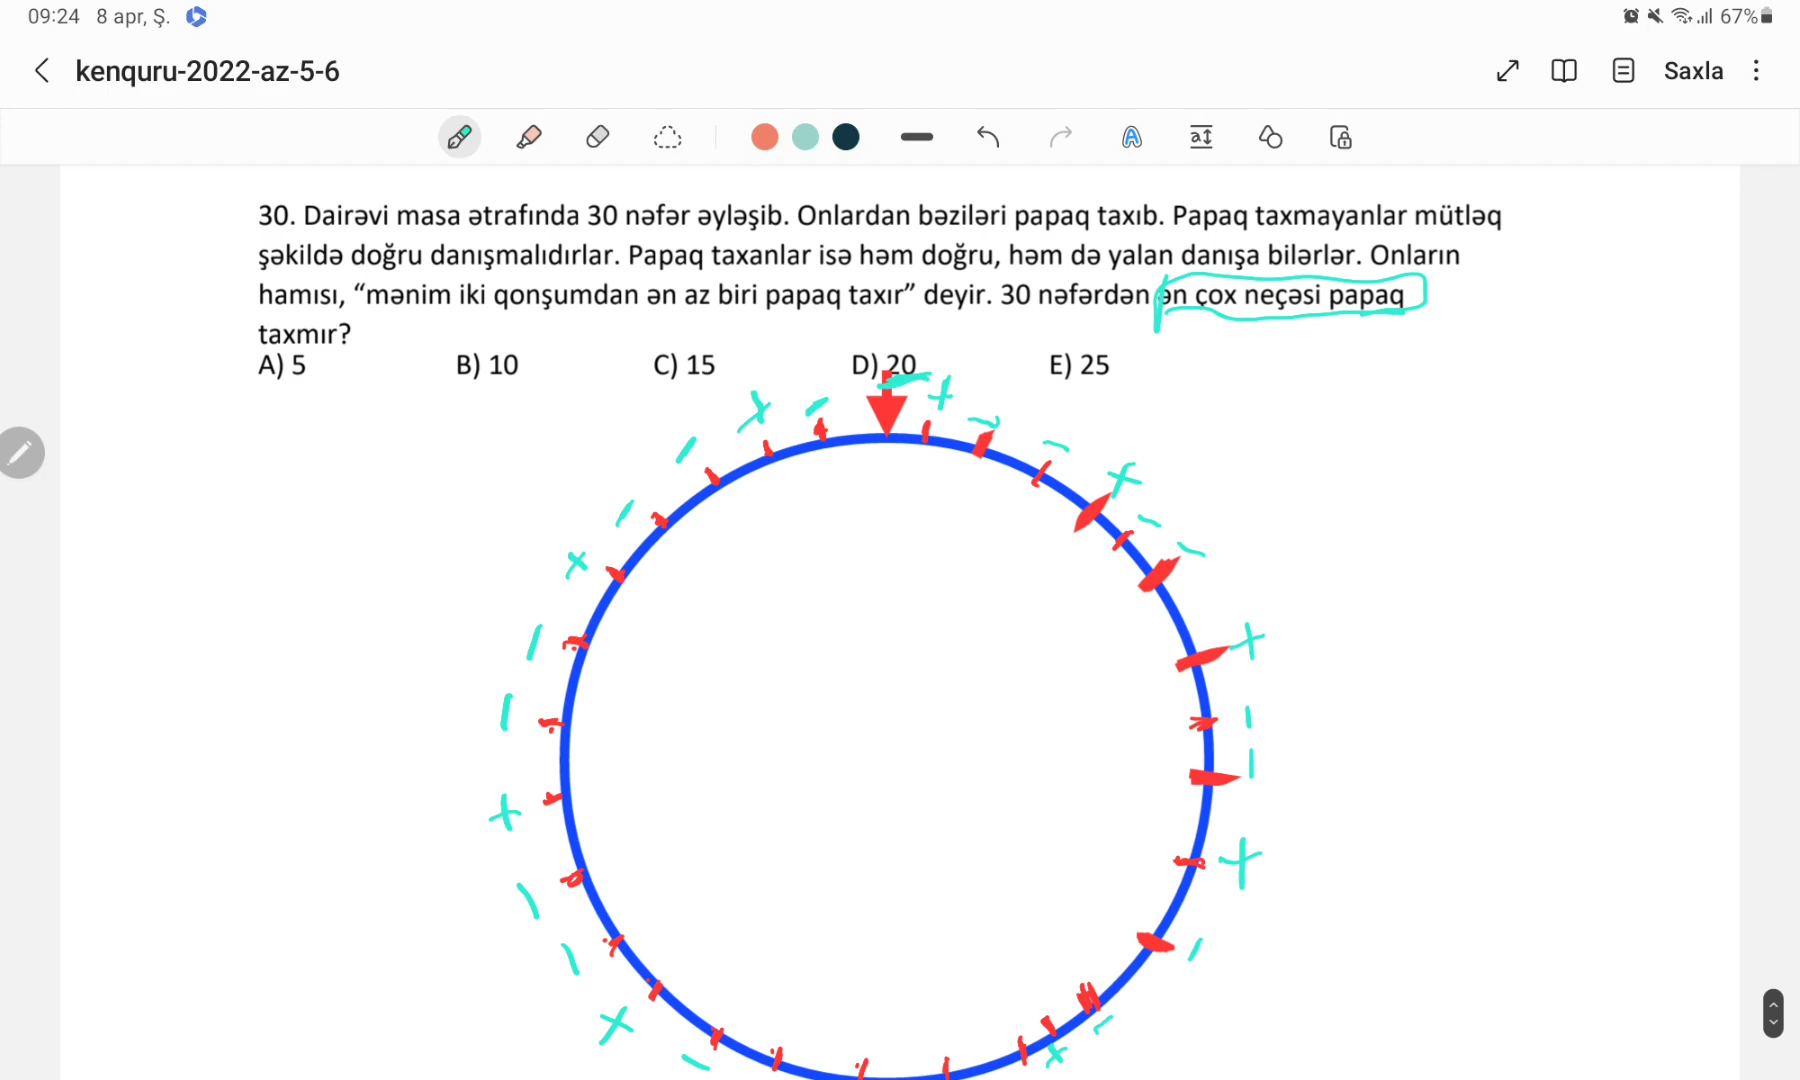 09:24 8 apr, Ş. 67%
kenquru-2022-az-5-6 Saxla
30. Dairəvi masa ətrafında 30 nəfər əyləşib. Onlardan bəziləri papaq taxıb. Papaq taxmayanlar mütləq
şəkildə doğru danışmalıdırlar. Papaq taxanlar isə həm doğru, həm də yalan danışa bilərlər. Onların
hamısı, “mənim iki qonşumdan ən az biri papaq taxır” deyir. 30 nəfərdən ən çox neçəsi papaq
taxmır?
A) 5 B) 10 C) 15 D) 20 E) 25